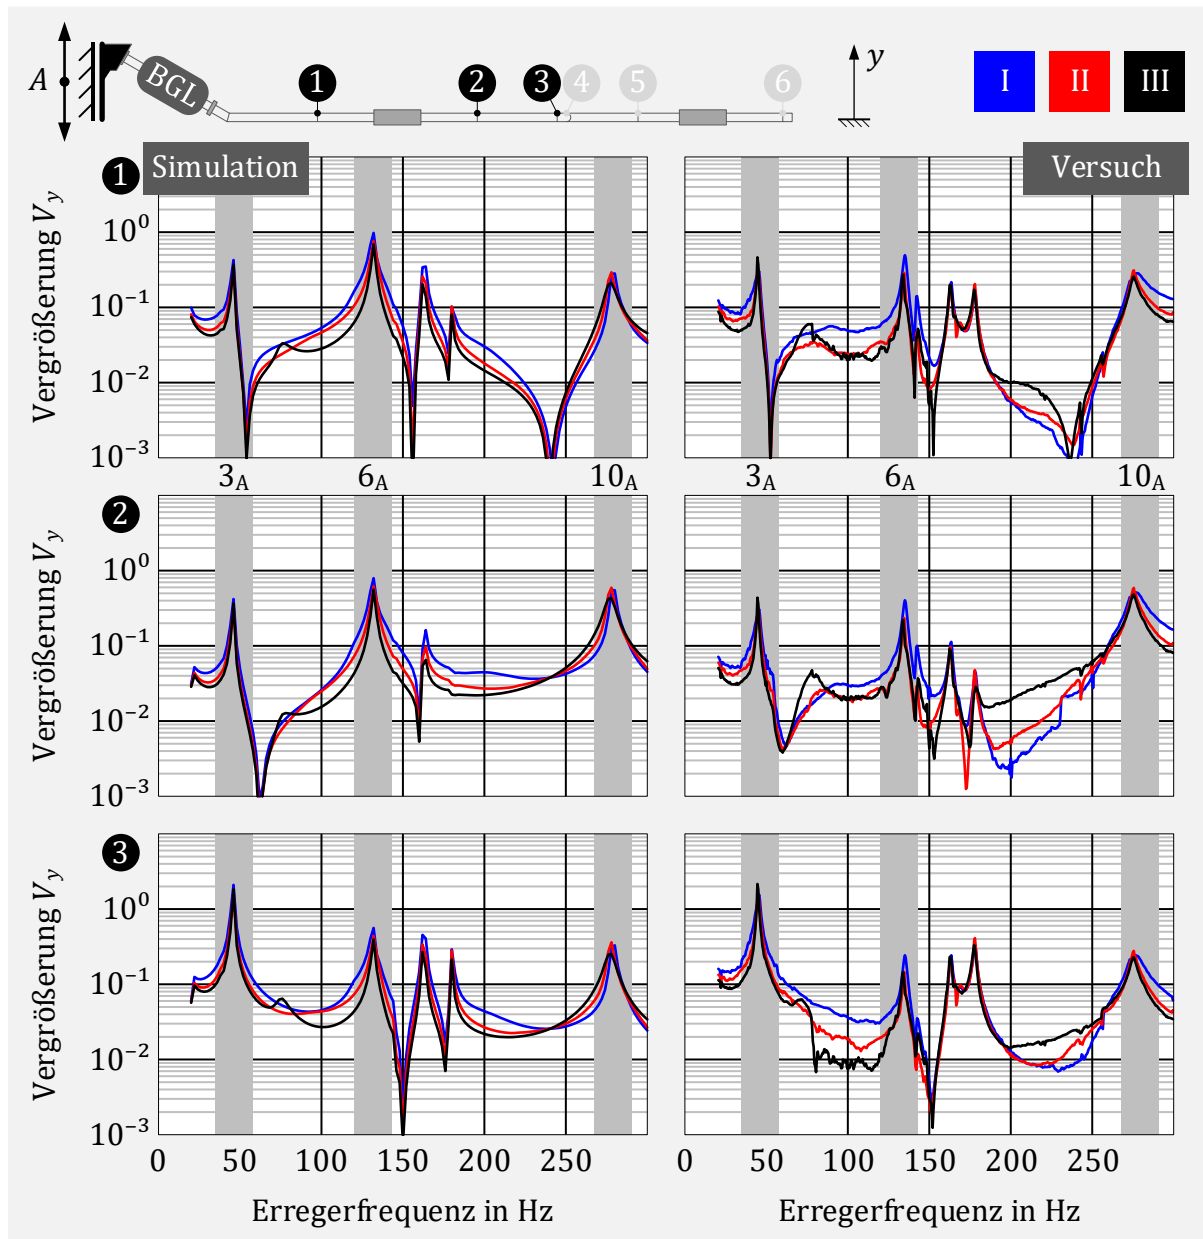 A
BGL
1
2
3
4
5
6
y
I
II
III
1
Simulation
Versuch
Vergrößerung V_y
10^0
10^-1
10^-2
10^-3
3_A
6_A
10_A
3_A
6_A
10_A
2
Vergrößerung V_y
10^0
10^-1
10^-2
10^-3
3
Vergrößerung V_y
10^0
10^-1
10^-2
10^-3
0 50 100 150 200 250
0 50 100 150 200 250
Erregerfrequenz in Hz
Erregerfrequenz in Hz